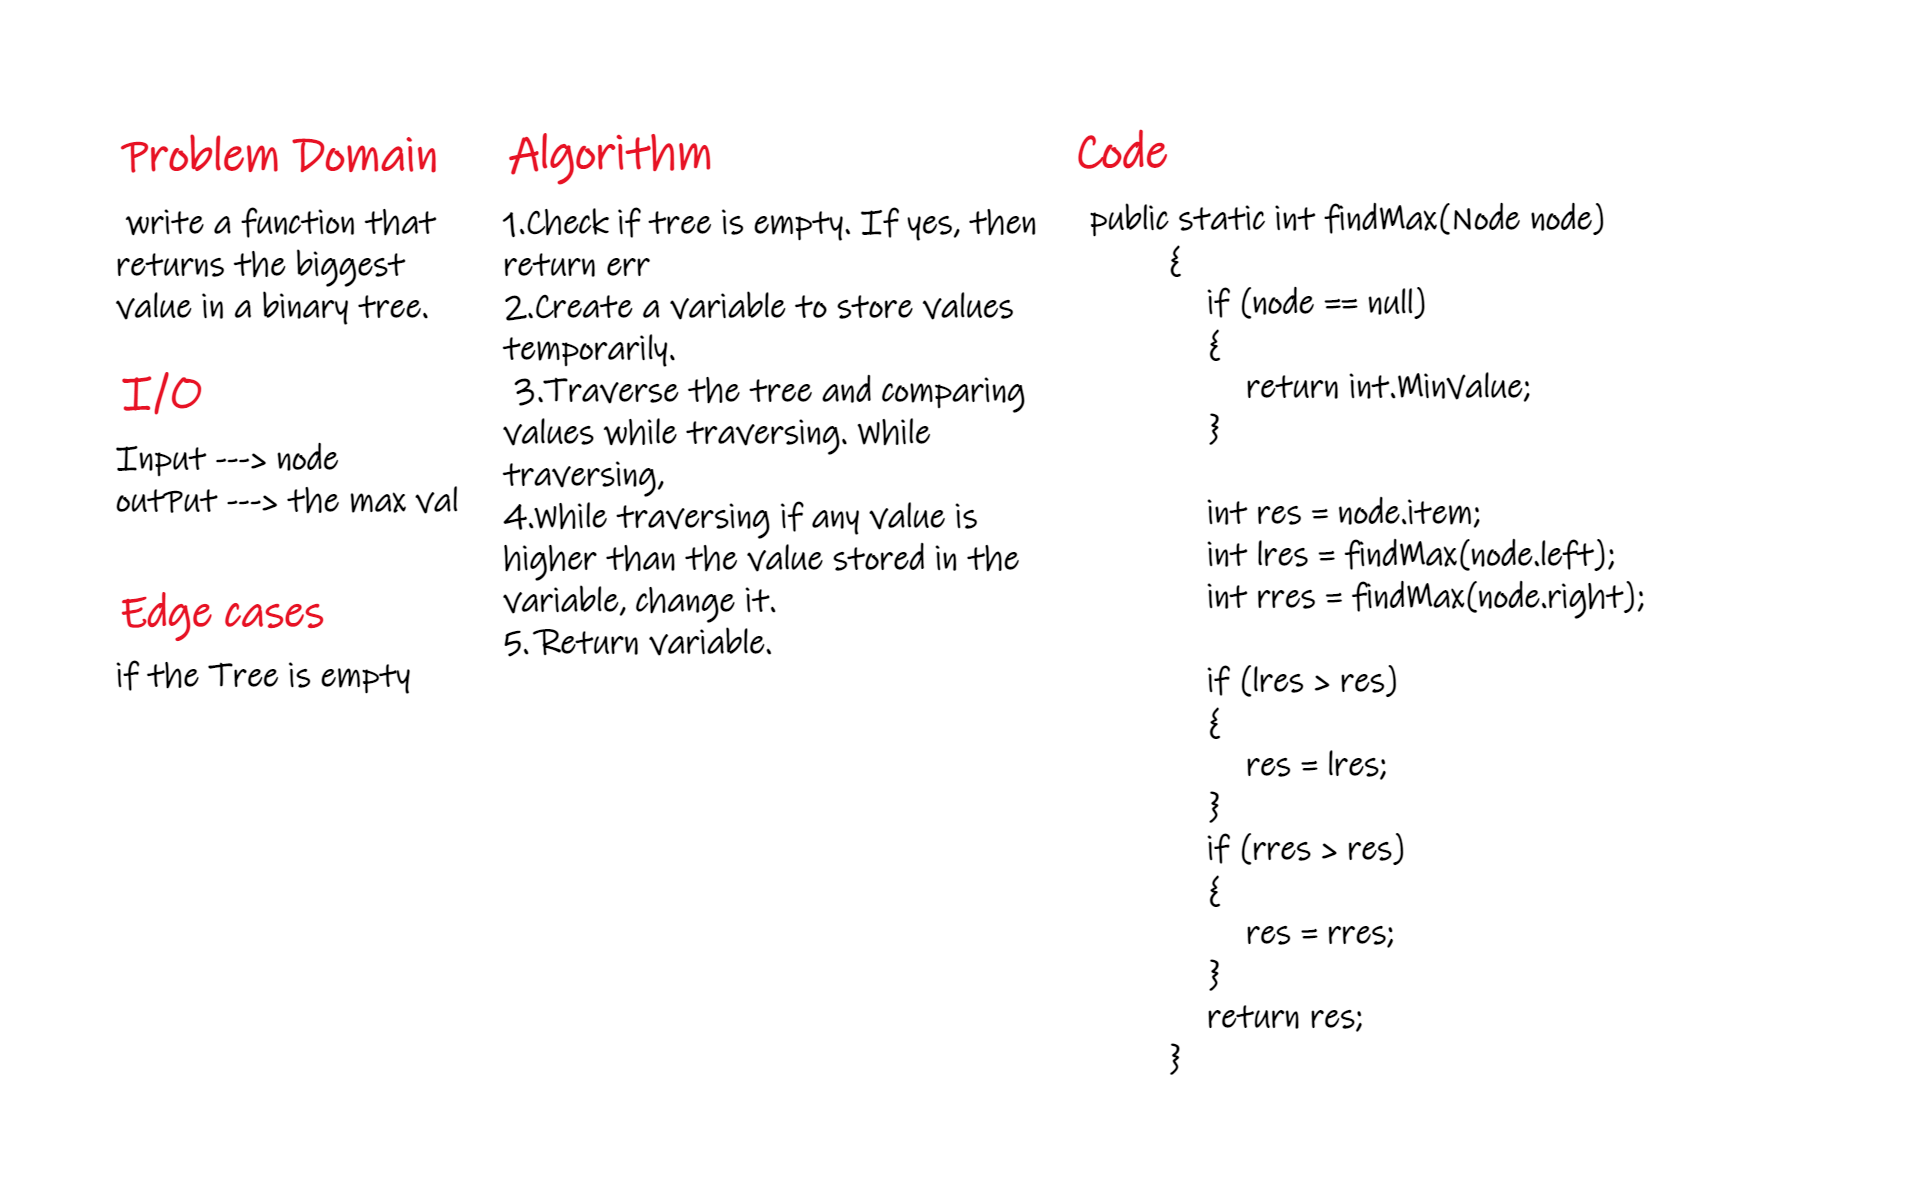 Problem Domain
write a function that
returns the biggest
value in a binary tree.
I/O
Input ---> node
outPut ---> the max val
Edge cases
if the Tree is empty
Algorithm
1.Check if tree is empty. If yes, then
return err
2.Create a variable to store values
temporarily.
3.Traverse the tree and comparing
values while traversing. While
traversing,
4.While traversing if any value is
higher than the value stored in the
variable, change it.
5. Return variable.
Code
public static int findMax(Node node)
{
if (node == null)
{
return int.MinValue;
}
int res = node.item;
int lres = findMax(node.left);
int rres = findMax(node.right);
if (lres > res)
{
res = lres;
}
if (rres > res)
{
res = rres;
}
return res;
}